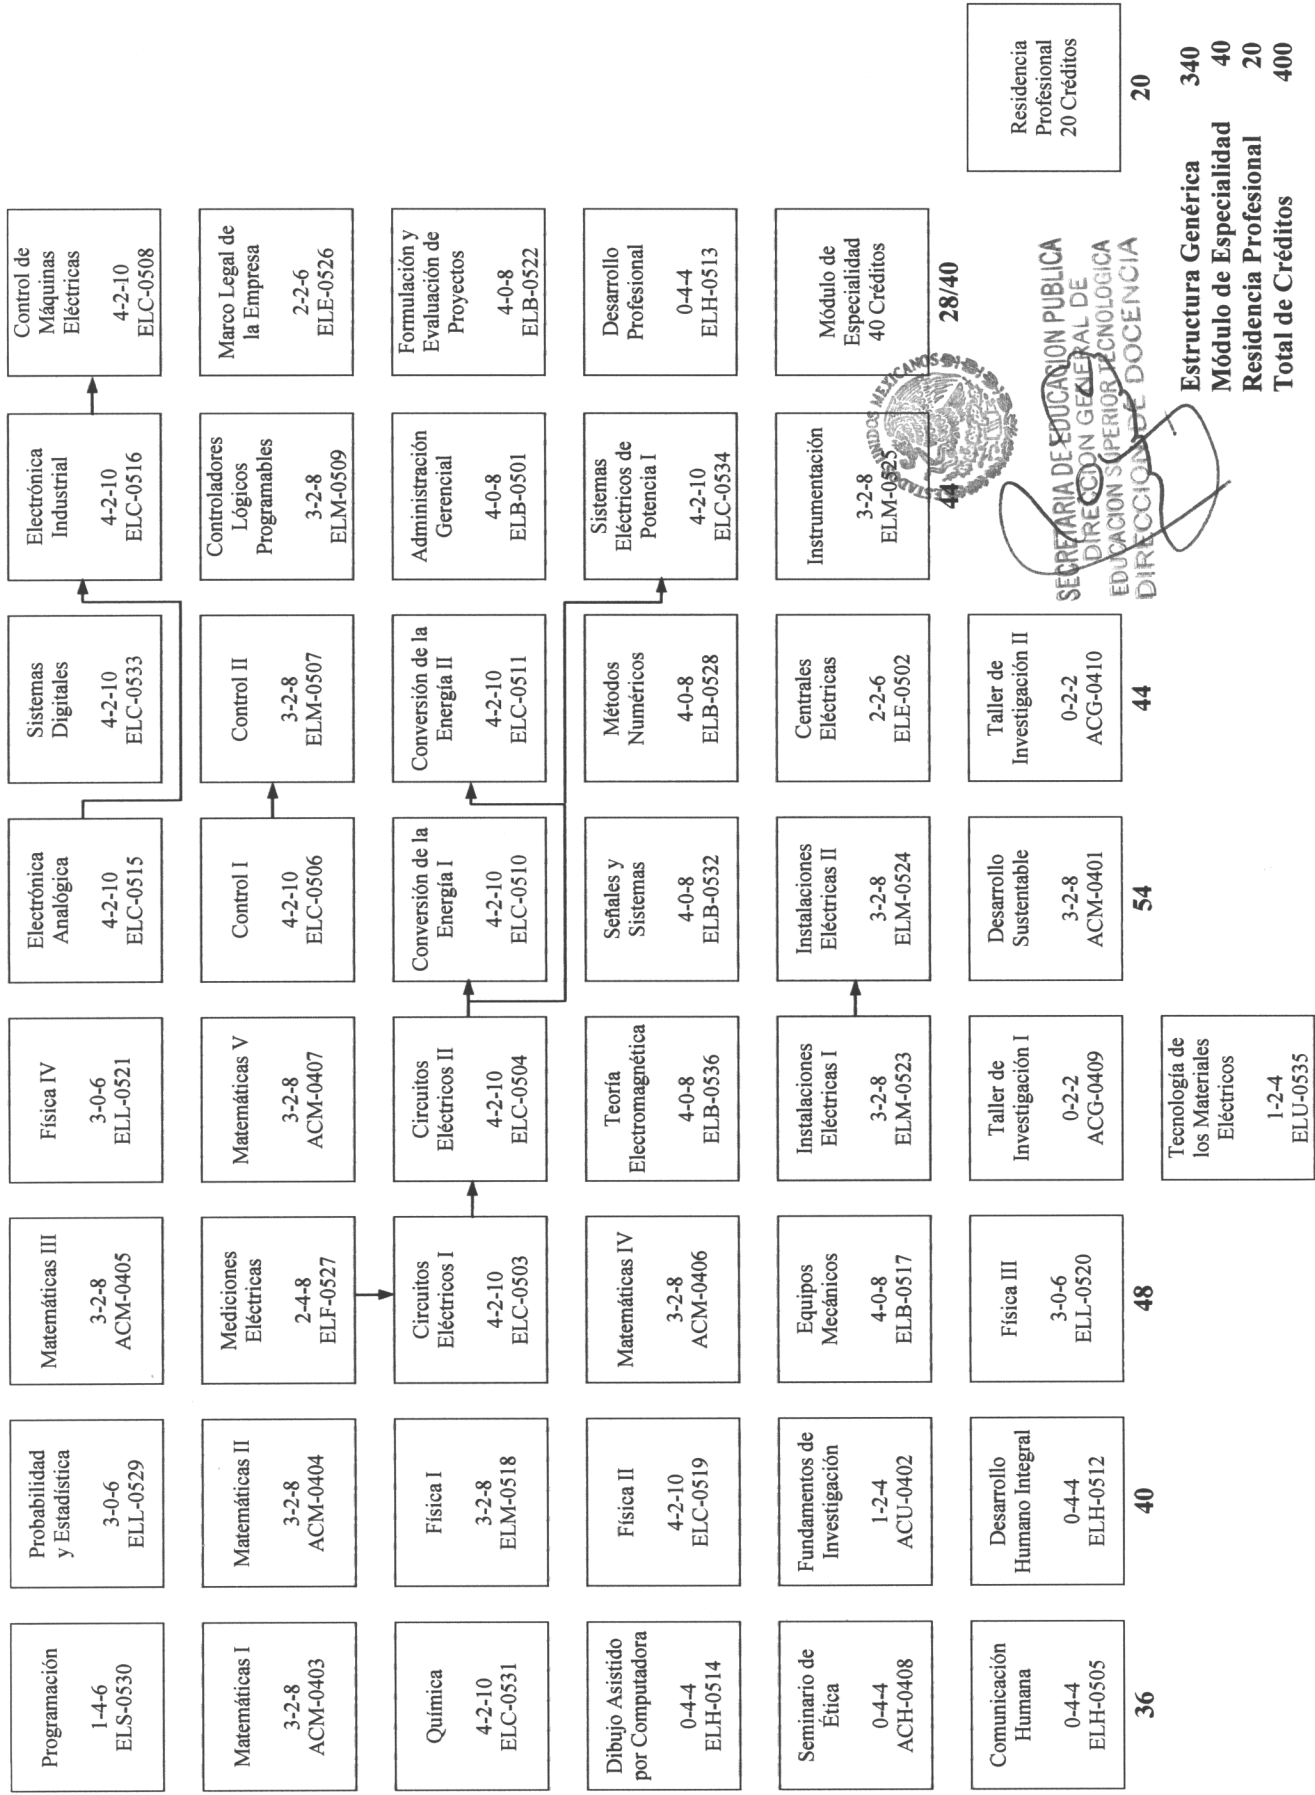 Programación
1-4-6
ELS-0530
Matemáticas I
3-2-8
ACM-0403
Química
4-2-10
ELC-0531
Dibujo Asistido
por Computadora
0-4-4
ELH-0514
Seminario de
Ética
0-4-4
ACH-0408
Comunicación
Humana
0-4-4
ELH-0505
36
Probabilidad
y Estadística
3-0-6
ELL-0529
Matemáticas II
3-2-8
ACM-0404
Física I
3-2-8
ELM-0518
Física II
4-2-10
ELC-0519
Fundamentos de
Investigación
1-2-4
ACU-0402
Desarrollo
Humano Integral
0-4-4
ELH-0512
40
Matemáticas III
3-2-8
ACM-0405
Mediciones
Eléctricas
2-4-8
ELF-0527
Circuitos
Eléctricos I
4-2-10
ELC-0503
Matemáticas IV
3-2-8
ACM-0406
Equipos
Mecánicos
4-0-8
ELB-0517
Física III
3-0-6
ELL-0520
48
Física IV
3-0-6
ELL-0521
Matemáticas V
3-2-8
ACM-0407
Circuitos
Eléctricos II
4-2-10
ELC-0504
Teoría
Electromagnética
4-0-8
ELB-0536
Instalaciones
Eléctricas I
3-2-8
ELM-0523
Taller de
Investigación I
0-2-2
ACG-0409
Tecnología de
los Materiales
Eléctricos
1-2-4
ELU-0535
Electrónica
Analógica
4-2-10
ELC-0515
Control I
4-2-10
ELC-0506
Conversión de la
Energía I
4-2-10
ELC-0510
Señales y
Sistemas
4-0-8
ELB-0532
Instalaciones
Eléctricas II
3-2-8
ELM-0524
Desarrollo
Sustentable
3-2-8
ACM-0401
54
Sistemas
Digitales
4-2-10
ELC-0533
Control II
3-2-8
ELM-0507
Conversión de la
Energía II
4-2-10
ELC-0511
Métodos
Numéricos
4-0-8
ELB-0528
Centrales
Eléctricas
2-2-6
ELE-0502
Taller de
Investigación II
0-2-2
ACG-0410
44
Electrónica
Industrial
4-2-10
ELC-0516
Controladores
Lógicos
Programables
3-2-8
ELM-0509
Administración
Gerencial
4-0-8
ELB-0501
Sistemas
Eléctricos de
Potencia I
4-2-10
ELC-0534
Instrumentación
3-2-8
ELM-0525
44
Control de
Máquinas
Eléctricas
4-2-10
ELC-0508
Marco Legal de
la Empresa
2-2-6
ELE-0526
Formulación y
Evaluación de
Proyectos
4-0-8
ELB-0522
Desarrollo
Profesional
0-4-4
ELH-0513
Módulo de
Especialidad
40 Créditos
28/40
Residencia
Profesional
20 Créditos
20
ESTADOS UNIDOS MEXICANOS
SECRETARIA DE EDUCACION PUBLICA
DIRECCION GENERAL DE
EDUCACION SUPERIOR TECNOLOGICA
DIRECCION DE DOCENCIA
Estructura Genérica 340
Módulo de Especialidad 40
Residencia Profesional 20
Total de Créditos 400